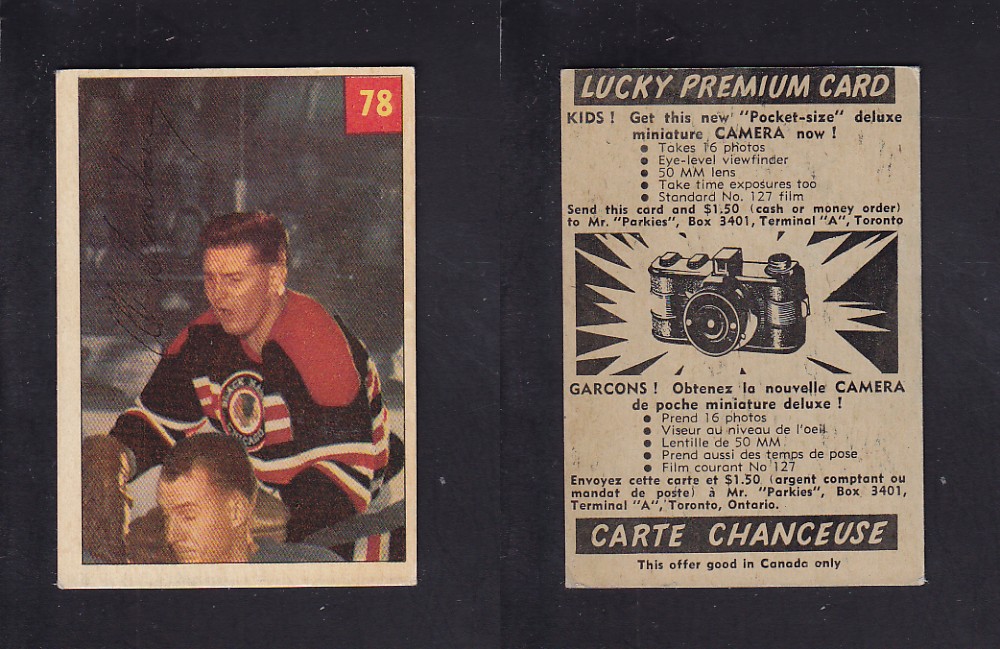 78
BLACK HA
CHICAGO
LUCKY PREMIUM CARD
KIDS ! Get this new "Pocket-size" deluxe
miniature CAMERA now !
● Takes 16 photos
● Eye-level viewfinder
● 50 MM lens
● Take time exposures too
● Standard No. 127 film
Send this card and $1.50 (cash or money order)
to Mr. "Parkies", Box 3401, Terminal "A", Toronto
GARCONS ! Obtenez la nouvelle CAMERA
de poche miniature deluxe !
● Prend 16 photos
● Viseur au niveau de l'oeil
● Lentille de 50 MM
● Prend aussi des temps de pose
● Film courant No 127
Envoyez cette carte et $1.50 (argent comptant ou
mandat de poste) à Mr. "Parkies", Box 3401,
Terminal "A", Toronto, Ontario.
CARTE CHANCEUSE
This offer good in Canada only